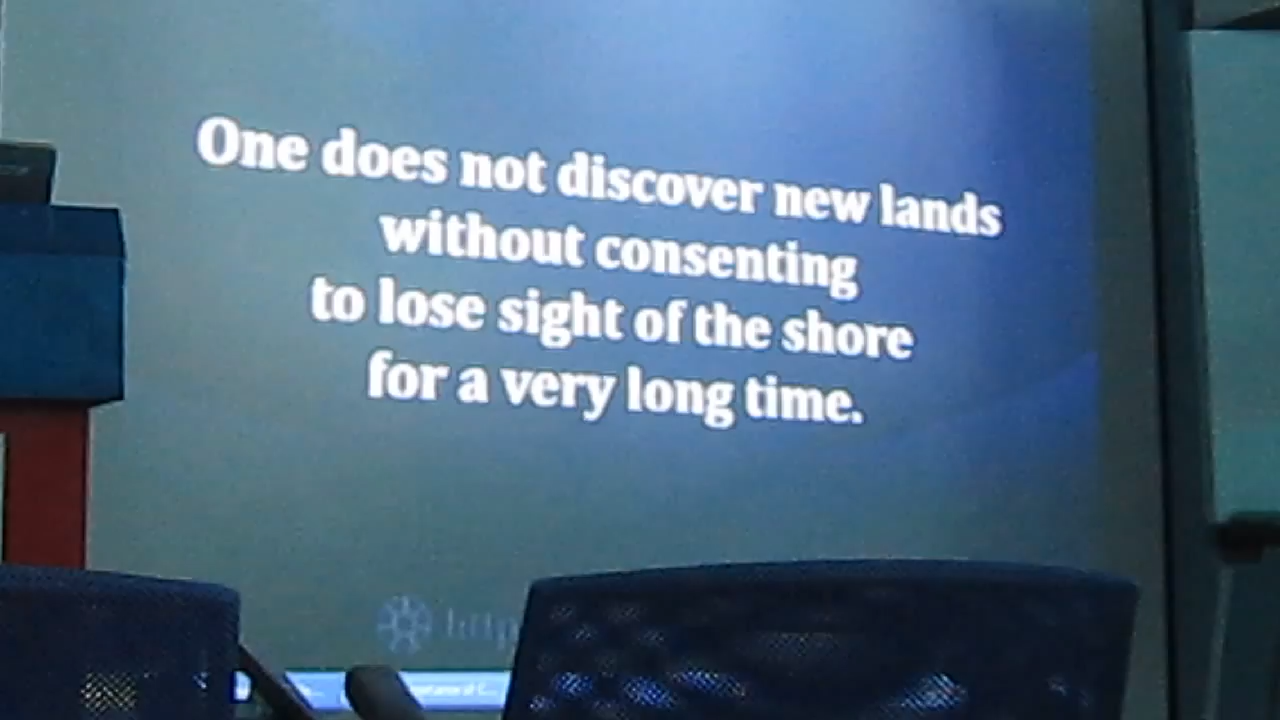 One does not discover new lands
without consenting
to lose sight of the shore
for a very long time.